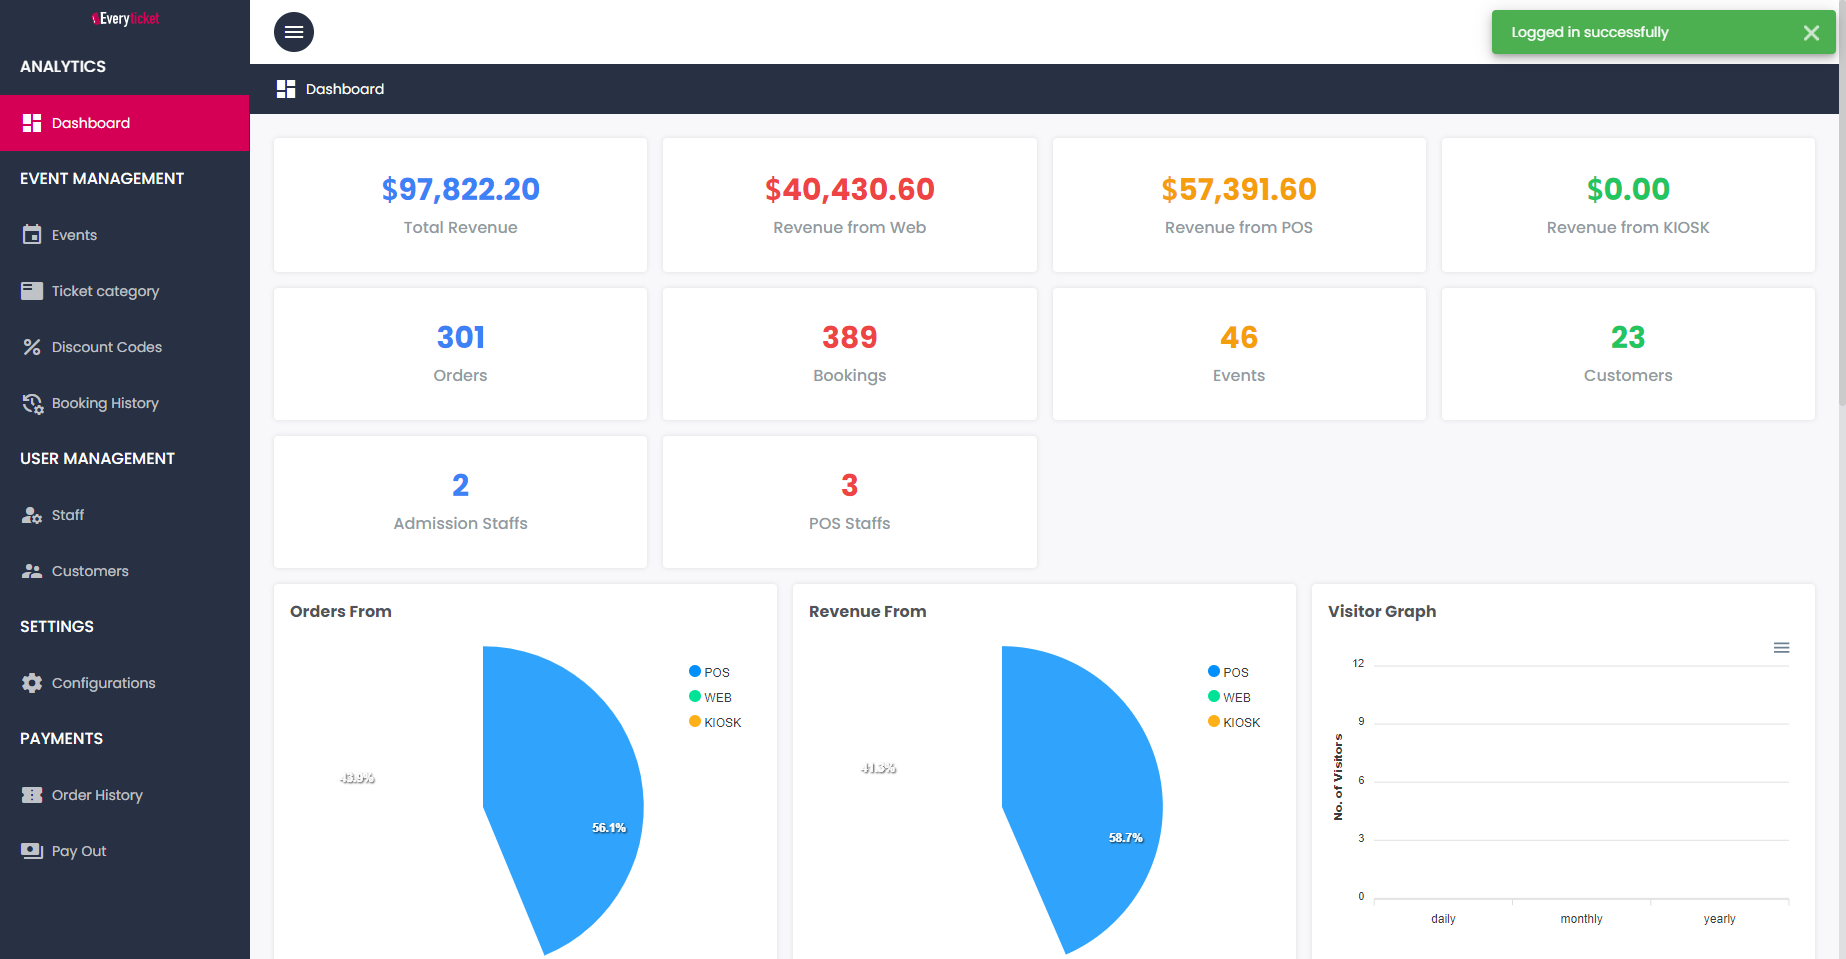 Everyticket
ANALYTICS
Dashboard
EVENT MANAGEMENT
Events
Ticket category
Discount Codes
Booking History
USER MANAGEMENT
Staff
Customers
SETTINGS
Configurations
PAYMENTS
Order History
Pay Out
Logged in successfully
Dashboard
$97,822.20
Total Revenue
$40,430.60
Revenue from Web
$57,391.60
Revenue from POS
$0.00
Revenue from KIOSK
301
Orders
389
Bookings
46
Events
23
Customers
2
Admission Staffs
3
POS Staffs
Orders From
POS
WEB
KIOSK
43.9%
56.1%
Revenue From
POS
WEB
KIOSK
41.3%
58.7%
Visitor Graph
No. of Visitors
12
9
6
3
0
daily monthly yearly